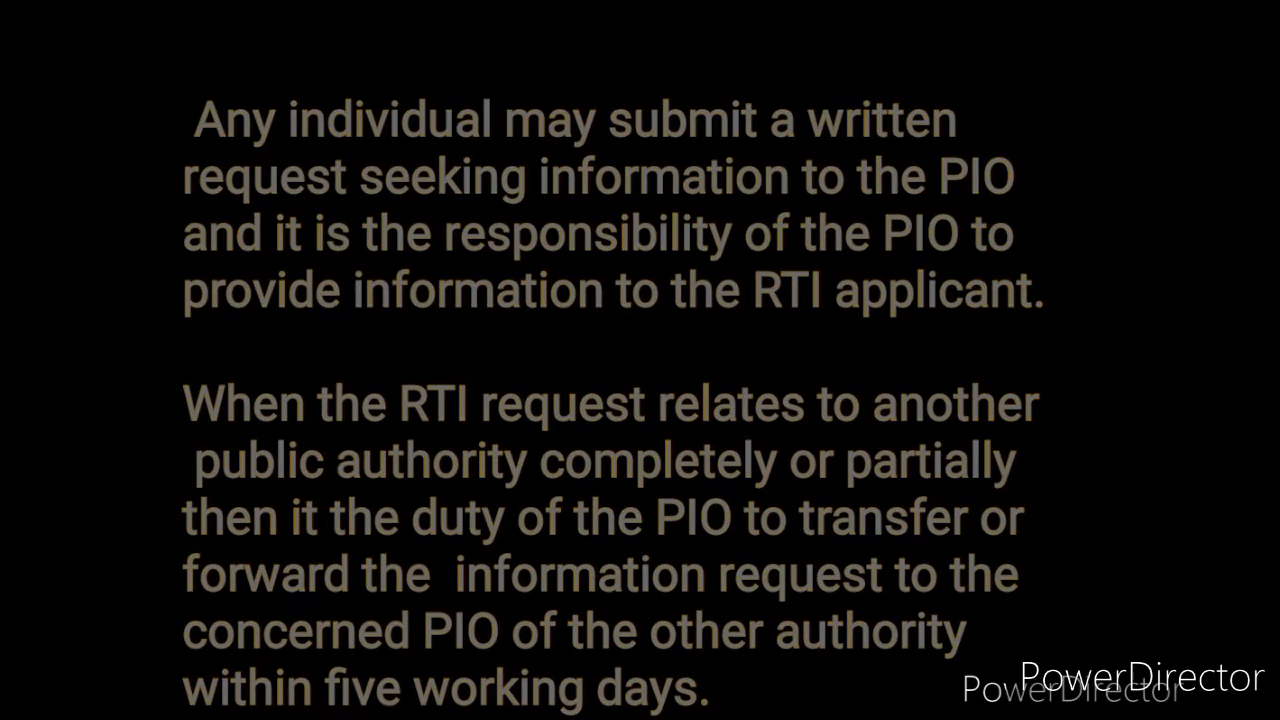 Any individual may submit a written
request seeking information to the PIO
and it is the responsibility of the PIO to
provide information to the RTI applicant.
When the RTI request relates to another
public authority completely or partially
then it the duty of the PIO to transfer or
forward the information request to the
concerned PIO of the other authority
within five working days.
PowerDirector
PowerDirector